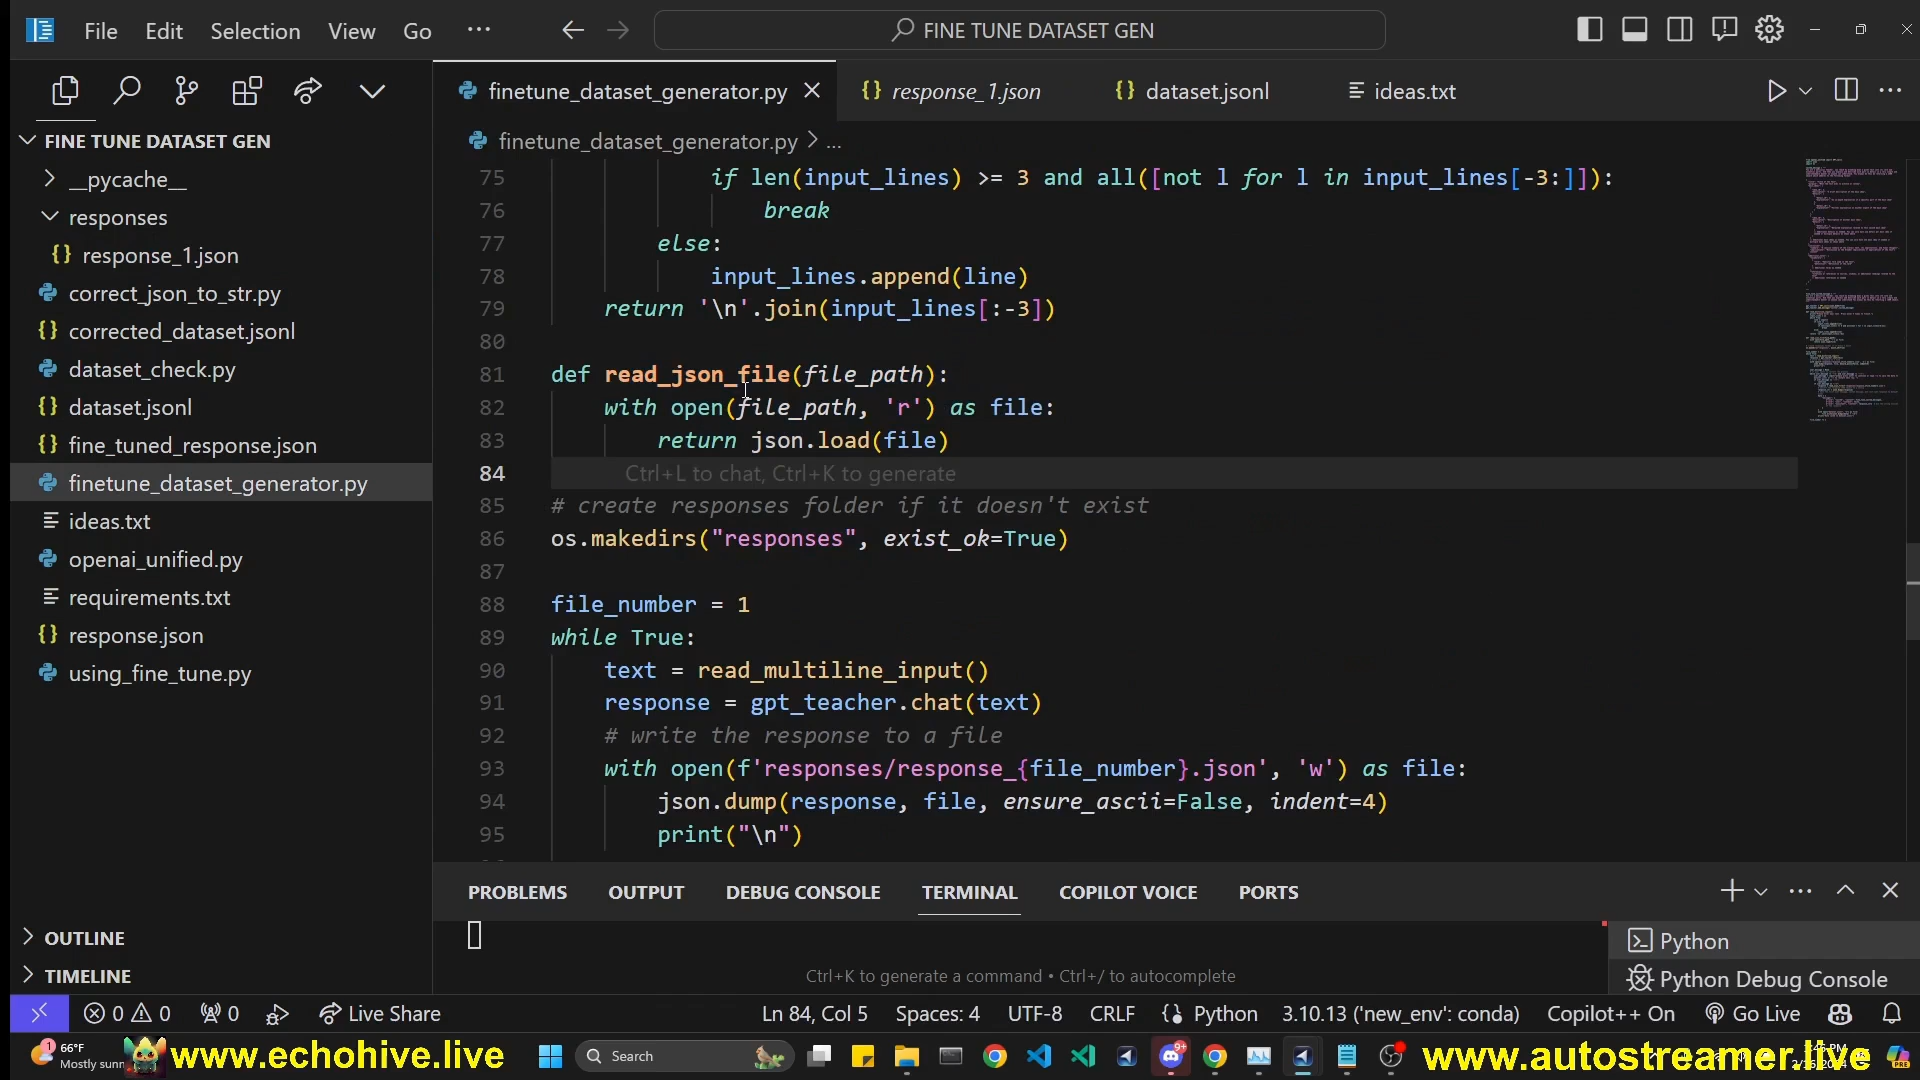 File Edit Selection View Go ··· FINE TUNE DATASET GEN
finetune_dataset_generator.py response_1.json dataset.jsonl ideas.txt
FINE TUNE DATASET GEN
__pycache__
responses
response_1.json
correct_json_to_str.py
corrected_dataset.jsonl
dataset_check.py
dataset.jsonl
fine_tuned_response.json
finetune_dataset_generator.py
ideas.txt
openai_unified.py
requirements.txt
response.json
using_fine_tune.py
OUTLINE
TIMELINE
finetune_dataset_generator.py > ...
75 if len(input_lines) >= 3 and all([not l for l in input_lines[-3:]]):
76 break
77 else:
78 input_lines.append(line)
79 return '\n'.join(input_lines[:-3])
80
81 def read_json_file(file_path):
82 with open(file_path, 'r') as file:
83 return json.load(file)
84 Ctrl+L to chat, Ctrl+K to generate
85 # create responses folder if it doesn't exist
86 os.makedirs("responses", exist_ok=True)
87
88 file_number = 1
89 while True:
90 text = read_multiline_input()
91 response = gpt_teacher.chat(text)
92 # write the response to a file
93 with open(f'responses/response_{file_number}.json', 'w') as file:
94 json.dump(response, file, ensure_ascii=False, indent=4)
95 print("\n")
PROBLEMS OUTPUT DEBUG CONSOLE TERMINAL COPILOT VOICE PORTS
Python
Python Debug Console
Ctrl+K to generate a command • Ctrl+/ to autocomplete
0 0 0 Live Share Ln 84, Col 5 Spaces: 4 UTF-8 CRLF Python 3.10.13 ('new_env': conda) Copilot++ On Go Live
1 66°F
Mostly sunn
www.echohive.live Search 9+ www.autostreamer.live